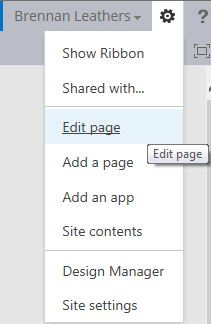 Brennan Leathers ?
Show Ribbon
Shared with...
Edit page
Edit page
Add a page
Add an app
Site contents
Design Manager
Site settings